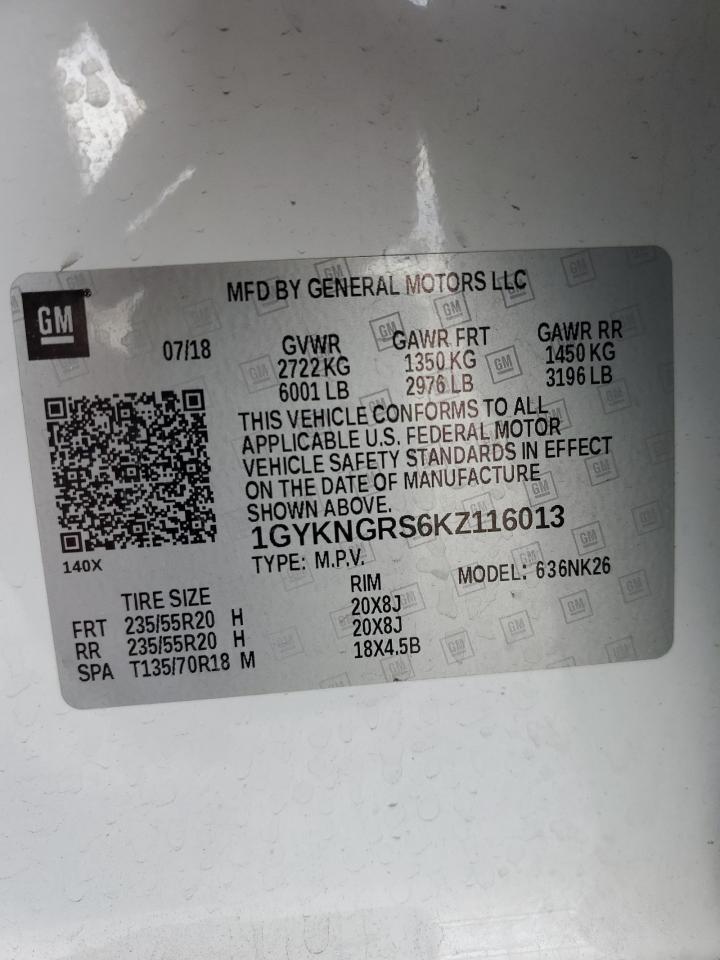 MFD BY GENERAL MOTORS LLC
GM
07/18
GVWR GAWR FRT GAWR RR
2722 KG 1350 KG 1450 KG
6001 LB 2976 LB 3196 LB
THIS VEHICLE CONFORMS TO ALL
APPLICABLE U.S. FEDERAL MOTOR
VEHICLE SAFETY STANDARDS IN EFFECT
ON THE DATE OF MANUFACTURE
SHOWN ABOVE.
1GYKNGRS6KZ116013
140X
TYPE: M.P.V. MODEL: 636NK26
TIRE SIZE RIM
FRT 235/55R20 H 20X8J
RR 235/55R20 H 20X8J
SPA T135/70R18 M 18X4.5B